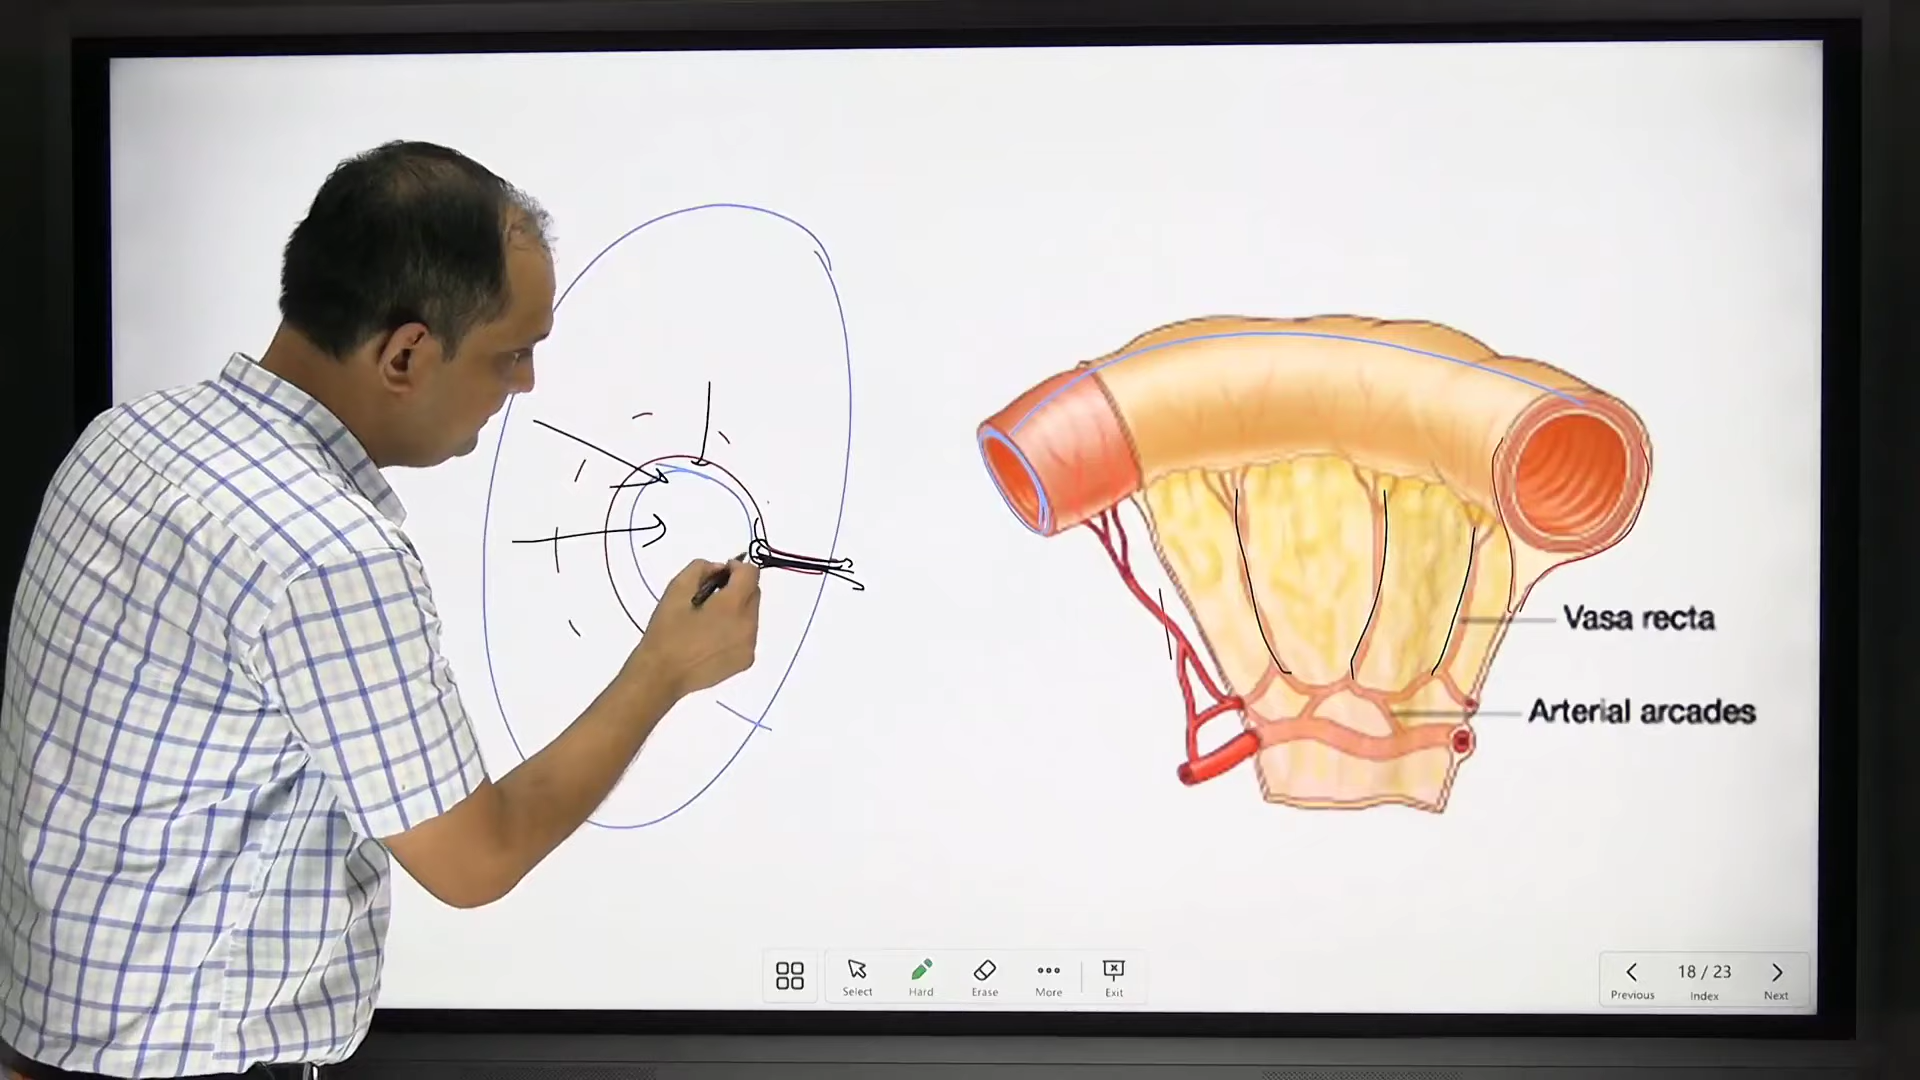 Vasa recta
Arterial arcades
Select
Hard
Erase
More
Exit
18 / 23
Previous
Index
Next